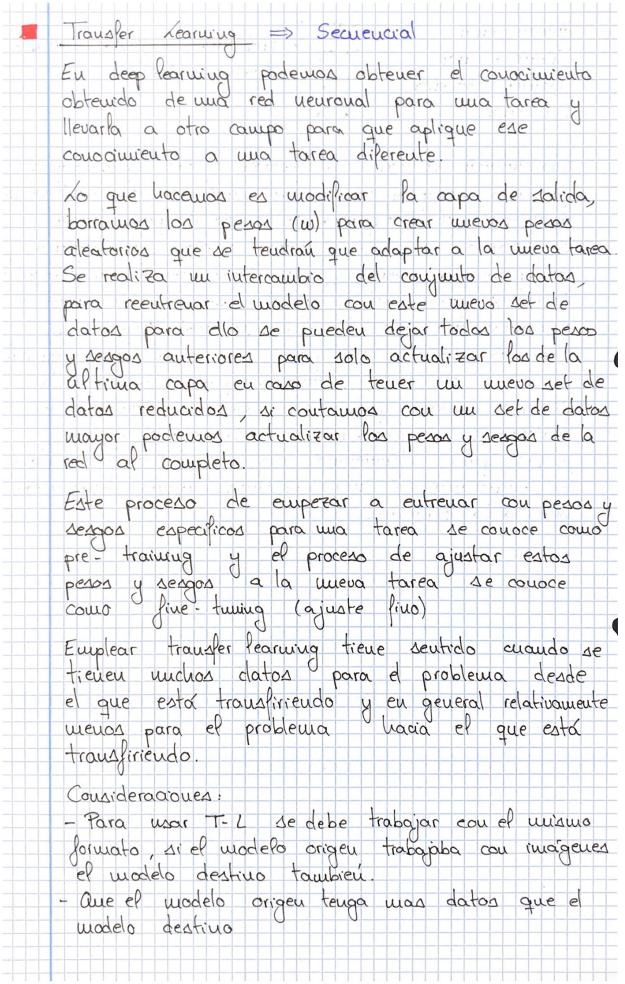 Transfer Learning ⇒ Secuencial
En deep learning podemos obtener el conocimiento
obtenido de una red neuronal para una tarea y
llevarla a otro campo para que aplique ese
conocimiento a una tarea diferente.
Lo que hacemos es modificar la capa de salida,
borramos los pesos (w) para crear nuevos pesos
aleatorios que se tendrań que adaptar a la nueva tarea.
Se realiza un intercambio del conjunto de datos,
para reentrenar el modelo con este nuevo set de
datos para ello se pueden dejar todos los pesos
y sesgos anteriores para solo actualizar los de la
última capa en caso de tener un nuevo set de
datos reducidos, si contamos con un set de datos
mayor podemos actualizar los pesos y sesgos de la
red al completo.
Este proceso de empezar a entrenar con pesos y
sesgos específicos para una tarea se conoce como
pre-training y el proceso de ajustar estos
pesos y sesgos a la nueva tarea se conoce
como fine-tuning (ajuste fino)
Emplear transfer learning tiene sentido cuando se
tienen muchos datos para el problema desde
el que está transfiriendo y en general relativamente
menos para el problema hacia el que está
transfiriendo.
Consideraciones:
- Para usar T-L se debe trabajar con el mismo
formato, si el modelo origen trabajaba con imágenes
el modelo destino también.
- Que el modelo origen tenga mas datos que el
modelo destino